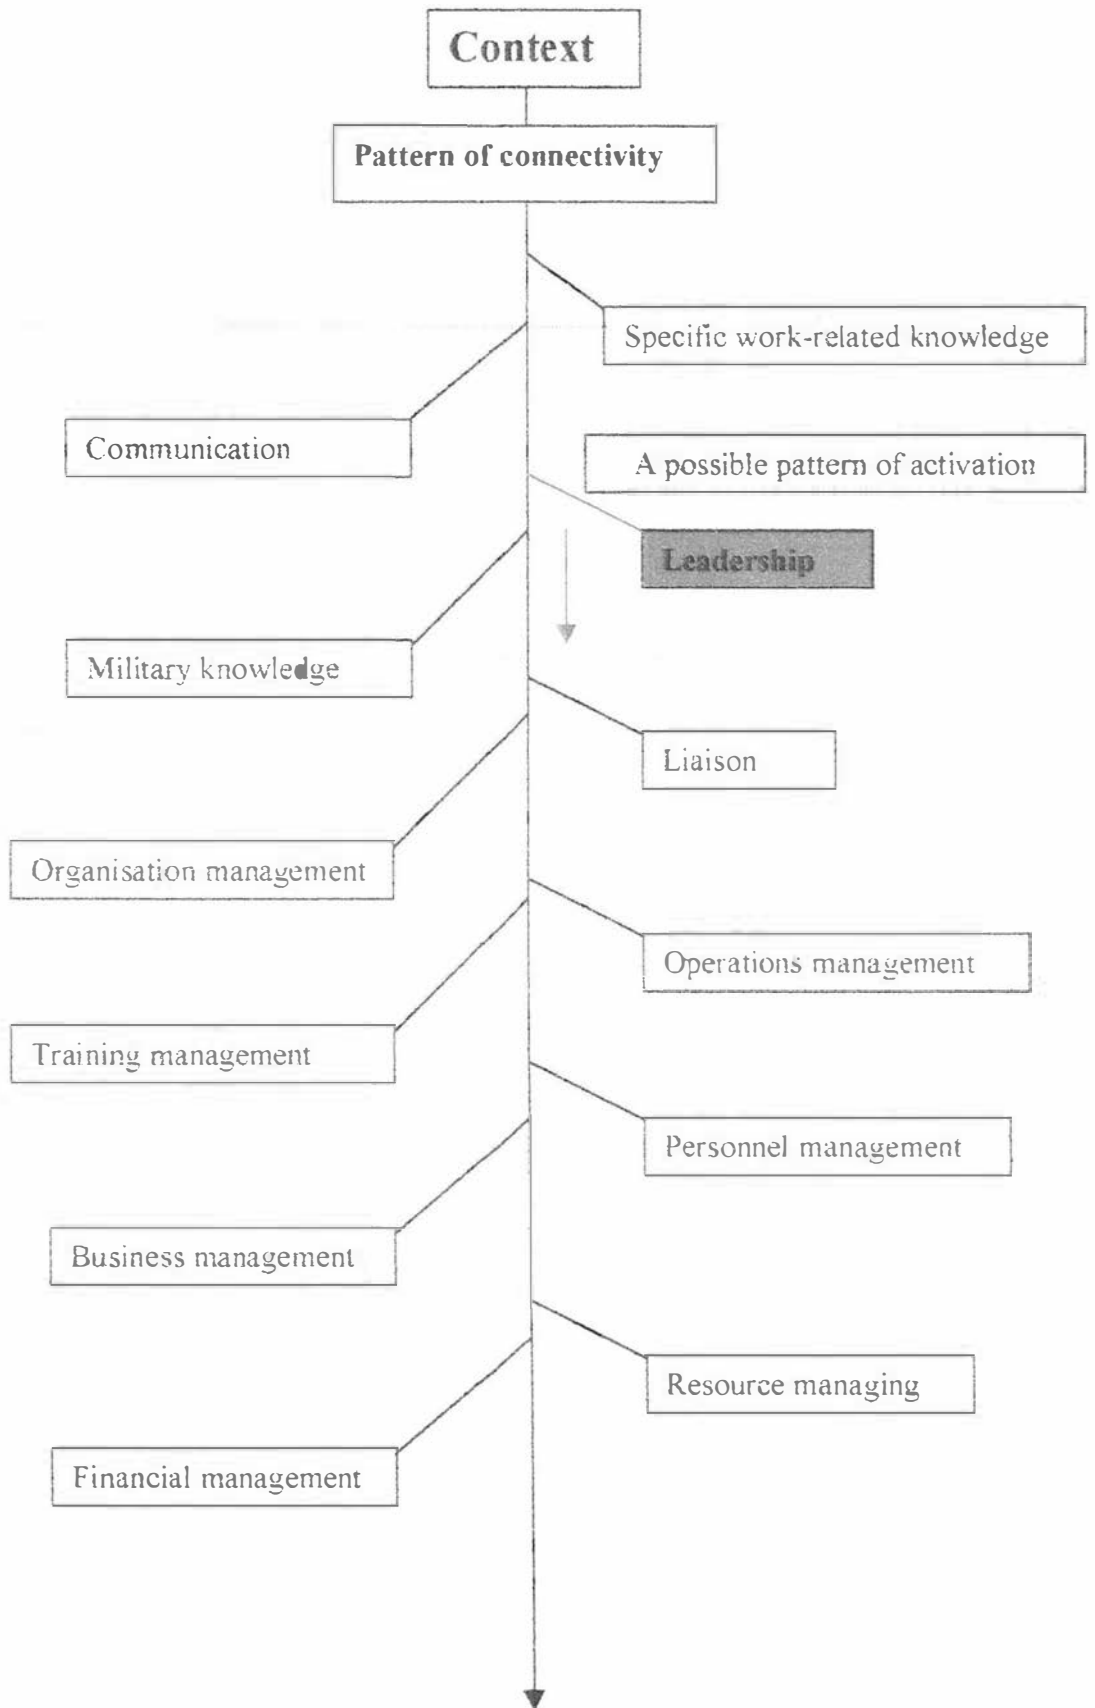 Context
Pattern of connectivity
Specific work-related knowledge
Communication
A possible pattern of activation
Leadership
Military knowledge
Liaison
Organisation management
Operations management
Training management
Personnel management
Business management
Resource managing
Financial management